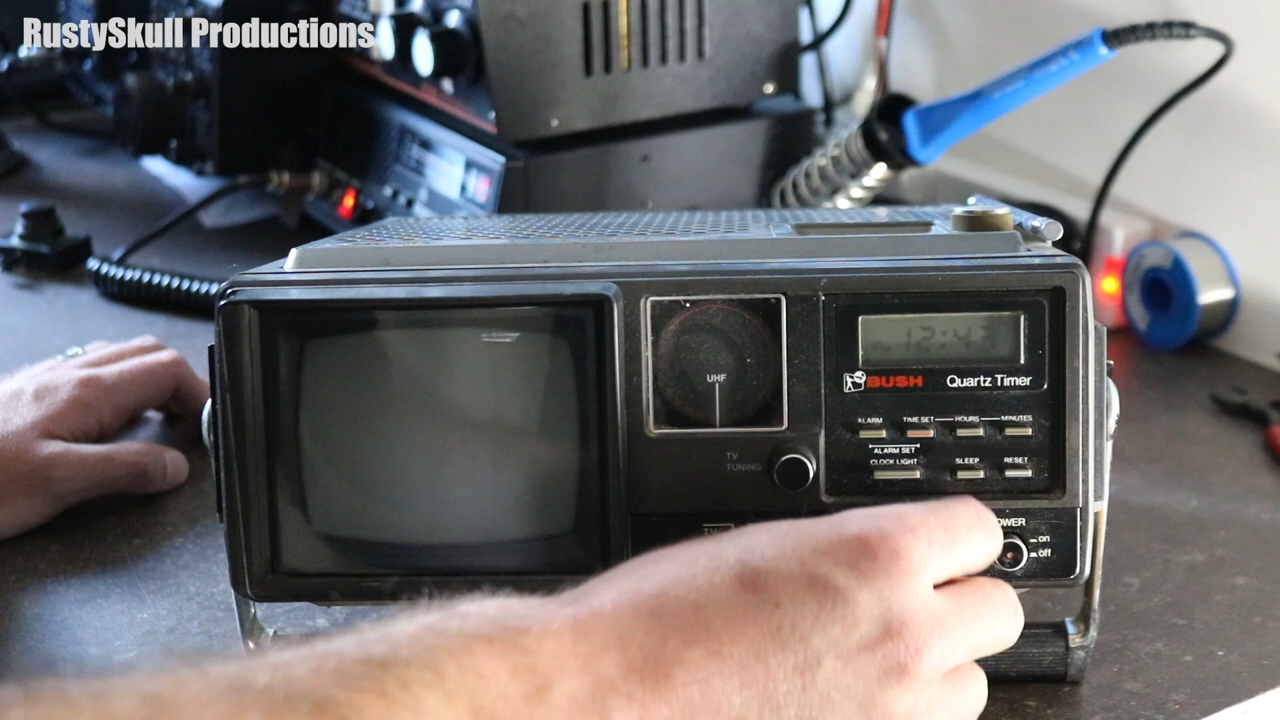 RustySkull Productions
12:43
UHF
BUSH Quartz Timer
ALARM TIME SET HOURS MINUTES
ALARM SET
CLOCK LIGHT SLEEP RESET
TV
TUNING
on
off